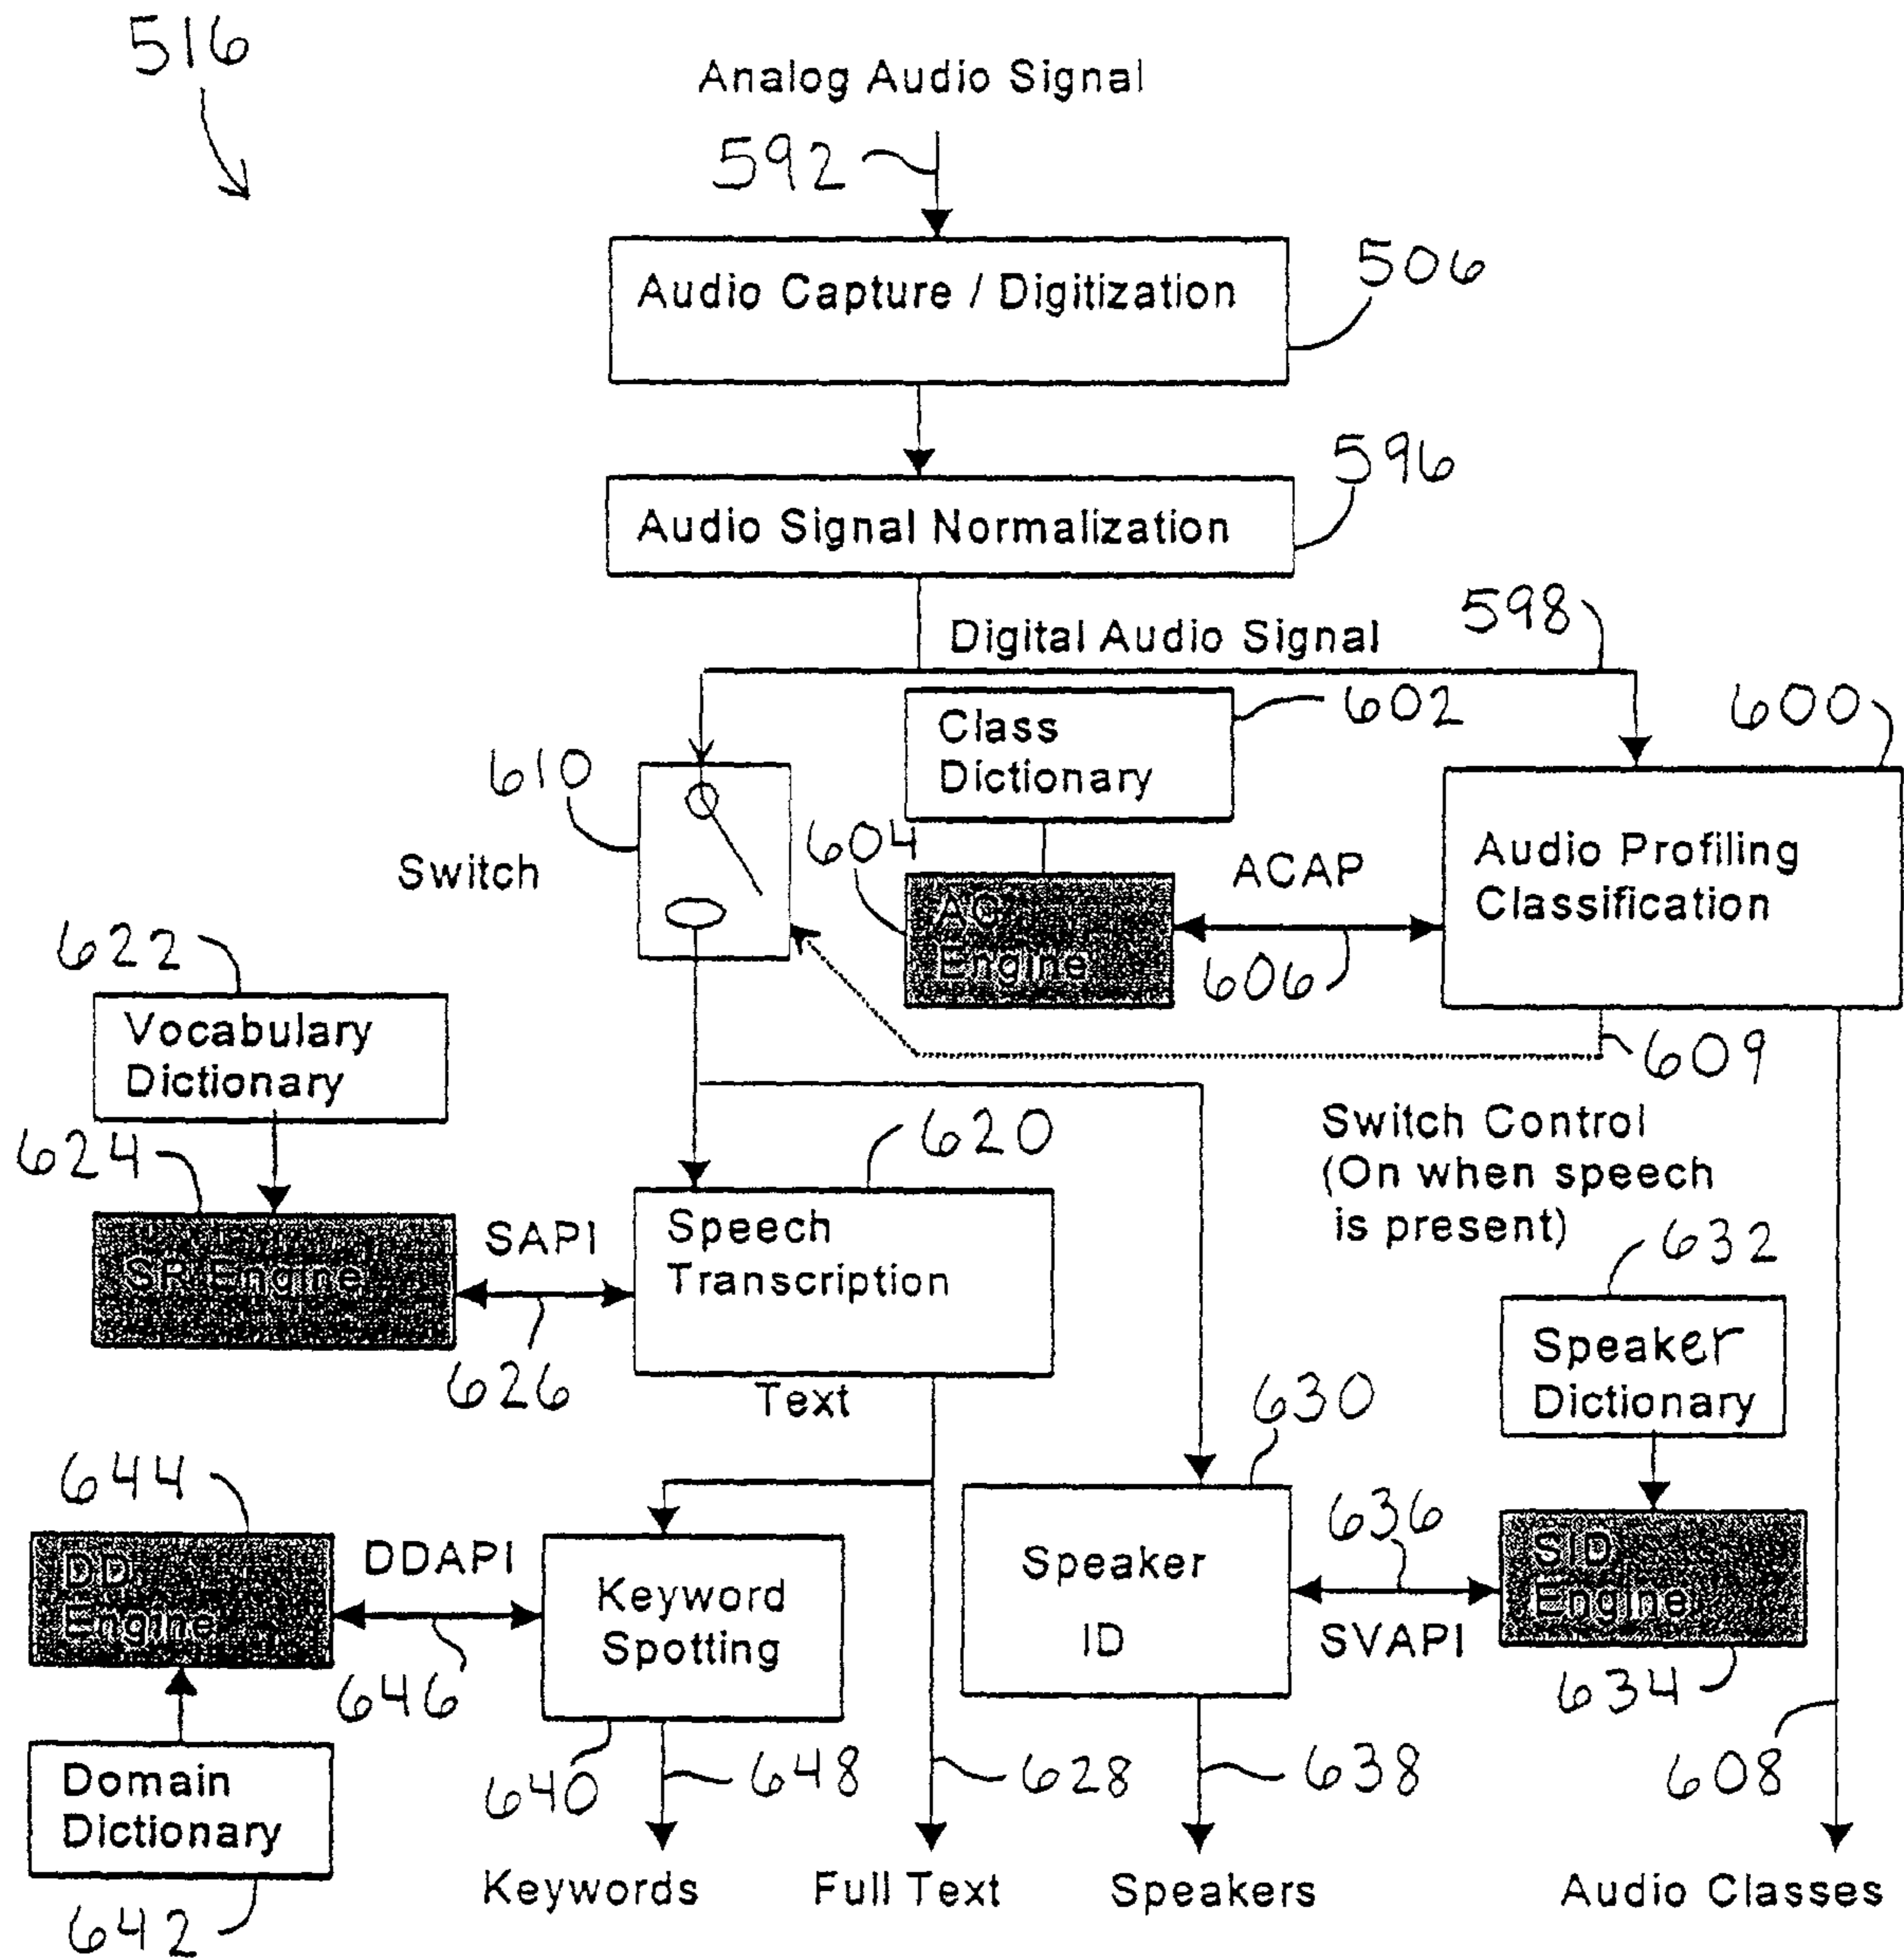 516
Analog Audio Signal
592
Audio Capture / Digitization
506
596
Audio Signal Normalization
598
Digital Audio Signal
602
600
Class
Dictionary
610
604
Switch
ACAP
Audio Profiling
Classification
AC
Engine
606
622
609
Vocabulary
Dictionary
Switch Control
(On when speech
is present)
624
620
SAPI
Speech
Transcription
SR Engine
632
626
Text
Speaker
Dictionary
630
644
DDAPI
DD
Engine
Keyword
Spotting
Speaker
ID
636
SVAPI
SID
Engine
646
634
640
648
628
638
608
Domain
Dictionary
642
Keywords
Full Text
Speakers
Audio Classes